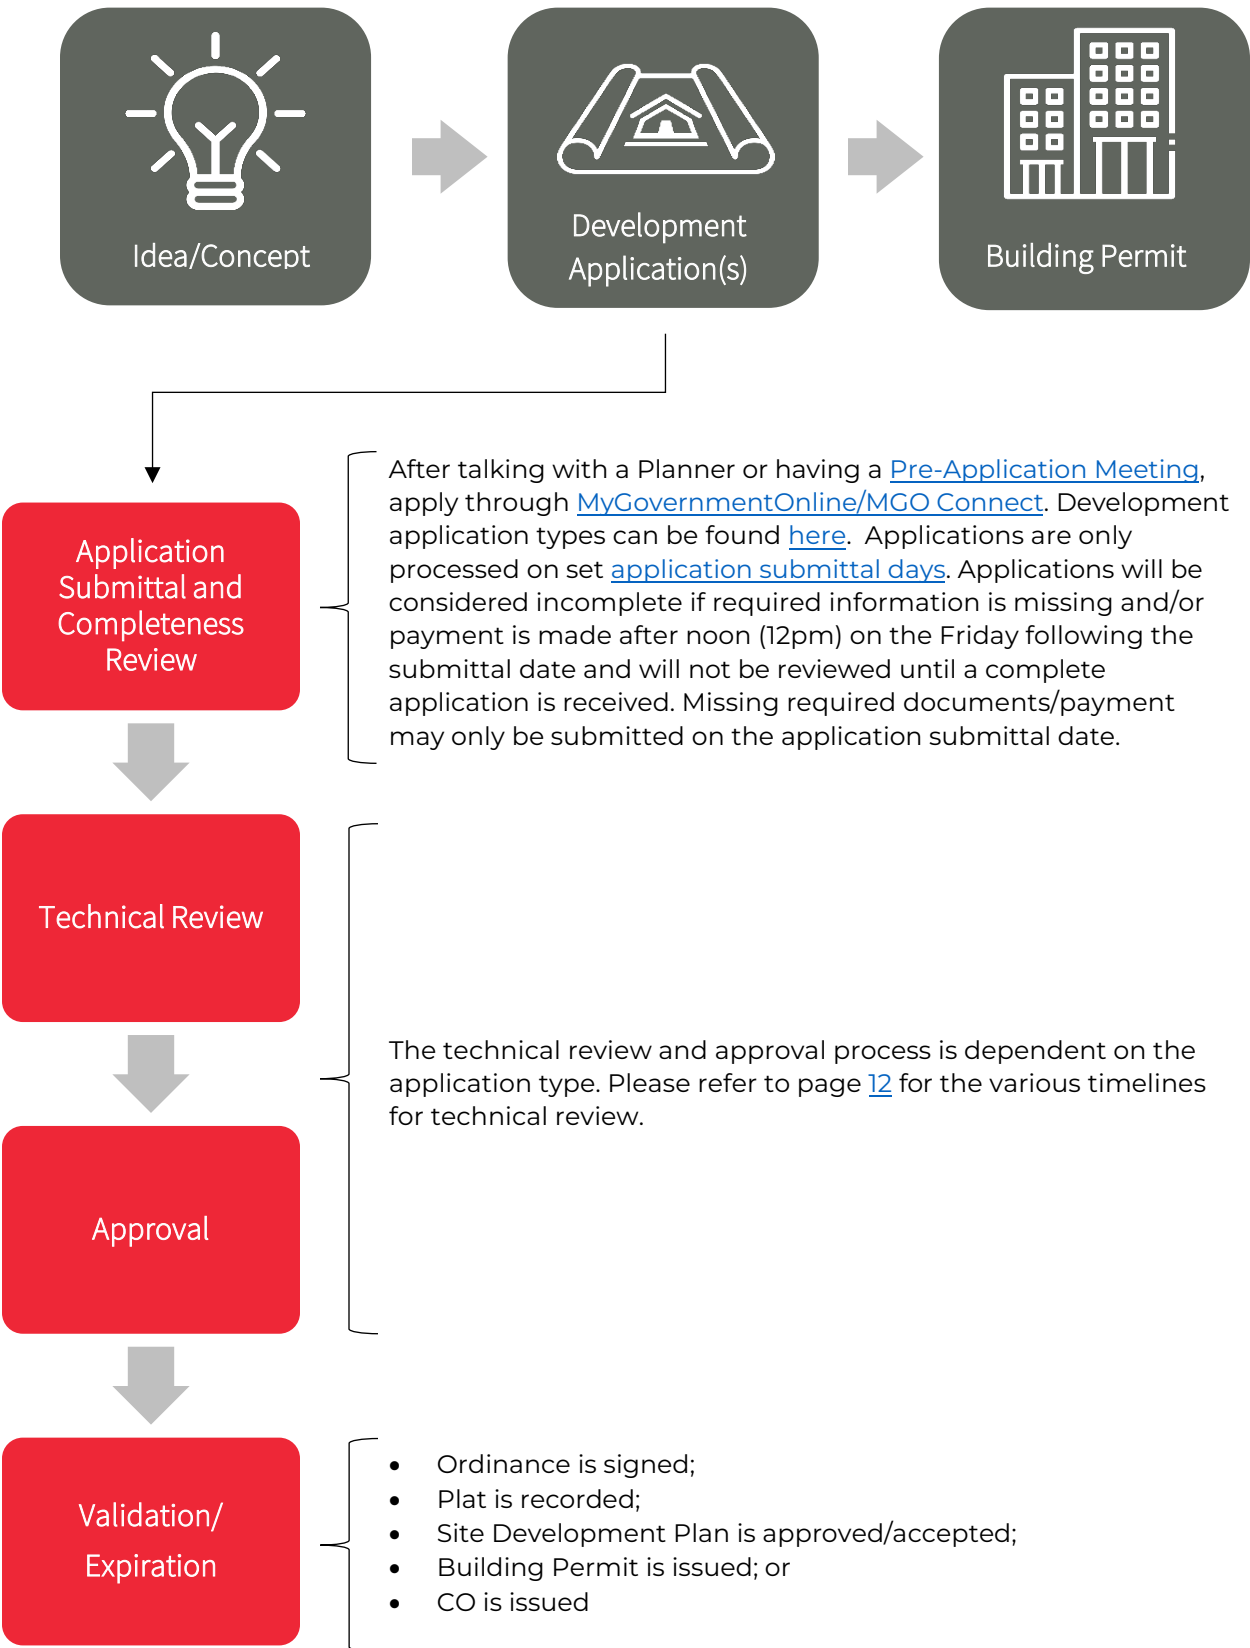 Idea/Concept
Development
Application(s)
Building Permit
Application
Submittal and
Completeness
Review
After talking with a Planner or having a Pre-Application Meeting,
apply through MyGovernmentOnline/MGO Connect. Development
application types can be found here.  Applications are only
processed on set application submittal days. Applications will be
considered incomplete if required information is missing and/or
payment is made after noon (12pm) on the Friday following the
submittal date and will not be reviewed until a complete
application is received. Missing required documents/payment
may only be submitted on the application submittal date.
Technical Review
The technical review and approval process is dependent on the
application type. Please refer to page 12 for the various timelines
for technical review.
Approval
Validation/
Expiration
• Ordinance is signed;
• Plat is recorded;
• Site Development Plan is approved/accepted;
• Building Permit is issued; or
• CO is issued